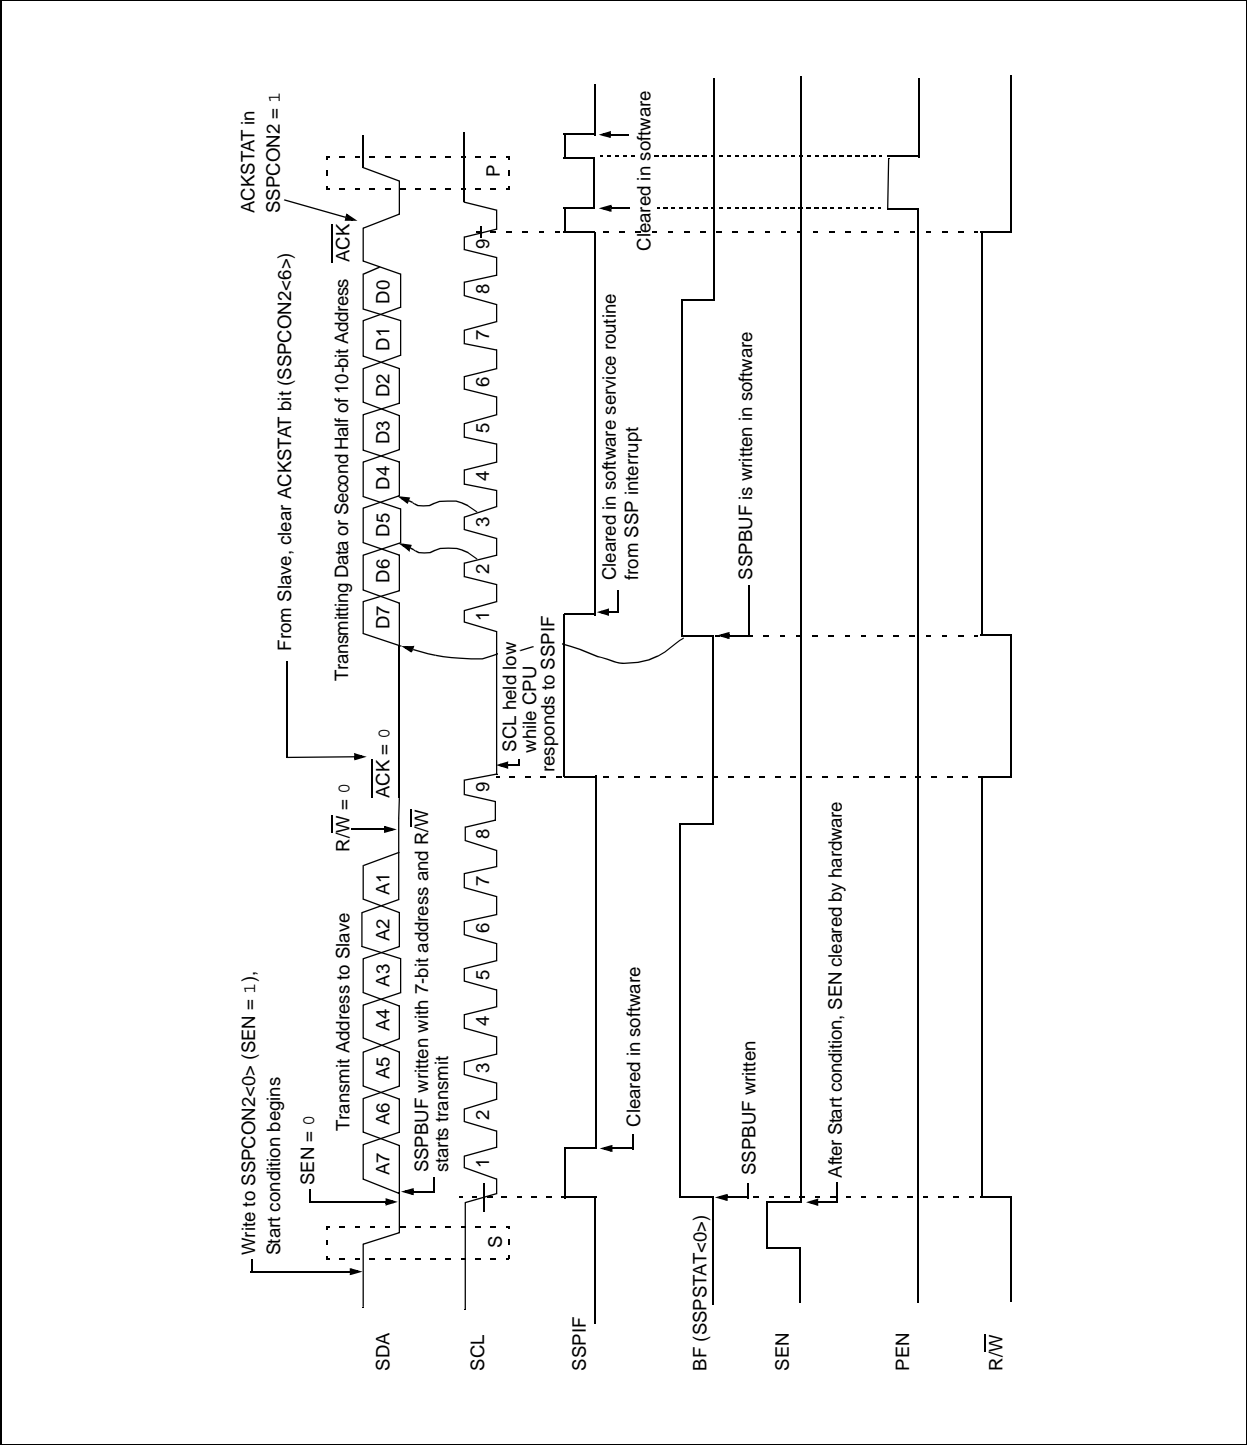 Write to SSPCON2<0> (SEN = 1),
Start condition begins
From Slave, clear ACKSTAT bit (SSPCON2<6>)
ACKSTAT in
SSPCON2 = 1
SEN = 0
Transmit Address to Slave
R/W = 0
ACK = 0
Transmitting Data or Second Half of 10-bit Address
ACK
SDA
A7 A6 A5 A4 A3 A2 A1
D7 D6 D5 D4 D3 D2 D1 D0
SSPBUF written with 7-bit address and R/W
starts transmit
SCL
S
1 2 3 4 5 6 7 8 9
1 2 3 4 5 6 7 8 9
P
SCL held low
while CPU
responds to SSPIF
SSPIF
Cleared in software
Cleared in software service routine
from SSP interrupt
Cleared in software
BF (SSPSTAT<0>)
SSPBUF written
SSPBUF is written in software
SEN
After Start condition, SEN cleared by hardware
PEN
R/W